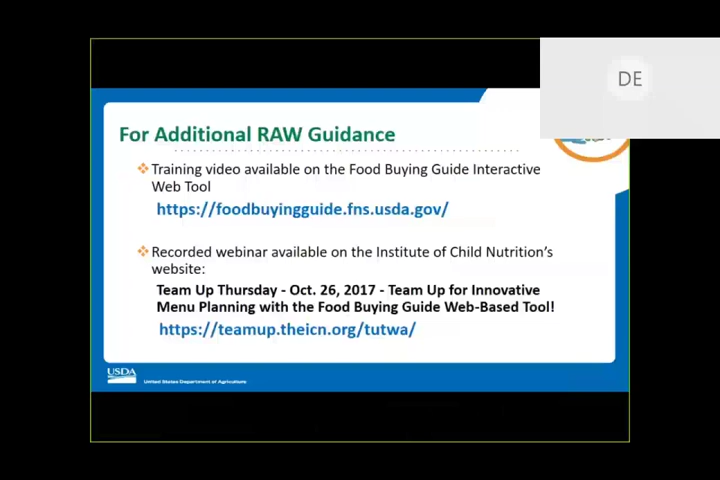 DE
For Additional RAW Guidance
Training video available on the Food Buying Guide Interactive
Web Tool
https://foodbuyingguide.fns.usda.gov/
Recorded webinar available on the Institute of Child Nutrition's
website:
Team Up Thursday - Oct. 26, 2017 - Team Up for Innovative
Menu Planning with the Food Buying Guide Web-Based Tool!
https://teamup.theicn.org/tutwa/
USDA
United States Department of Agriculture